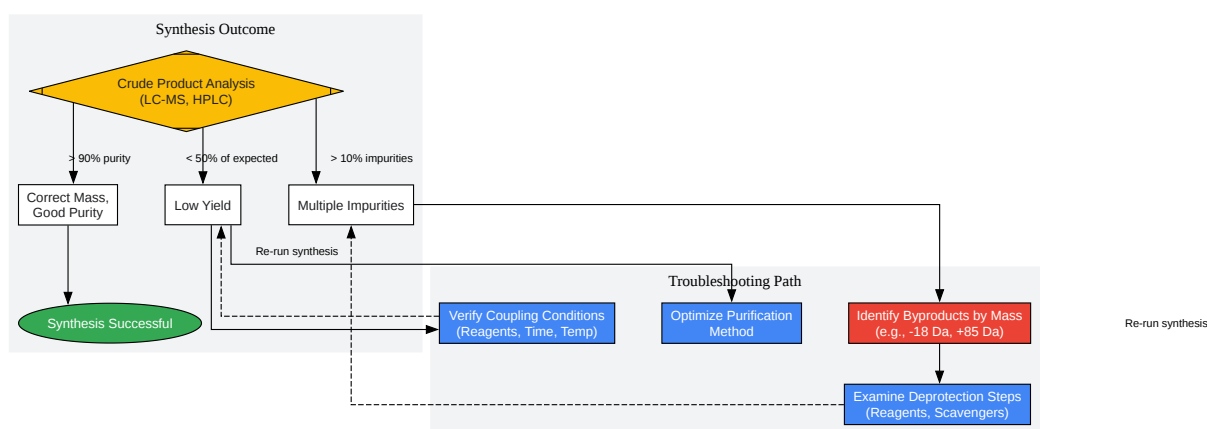 Synthesis Outcome
Crude Product Analysis
(LC-MS, HPLC)
> 90% purity
< 50% of expected
> 10% impurities
Correct Mass,
Good Purity
Low Yield
Multiple Impurities
Re-run synthesis
Troubleshooting Path
Synthesis Successful
Verify Coupling Conditions
(Reagents, Time, Temp)
Optimize Purification
Method
Identify Byproducts by Mass
(e.g., -18 Da, +85 Da)
Re-run synthesis
Examine Deprotection Steps
(Reagents, Scavengers)